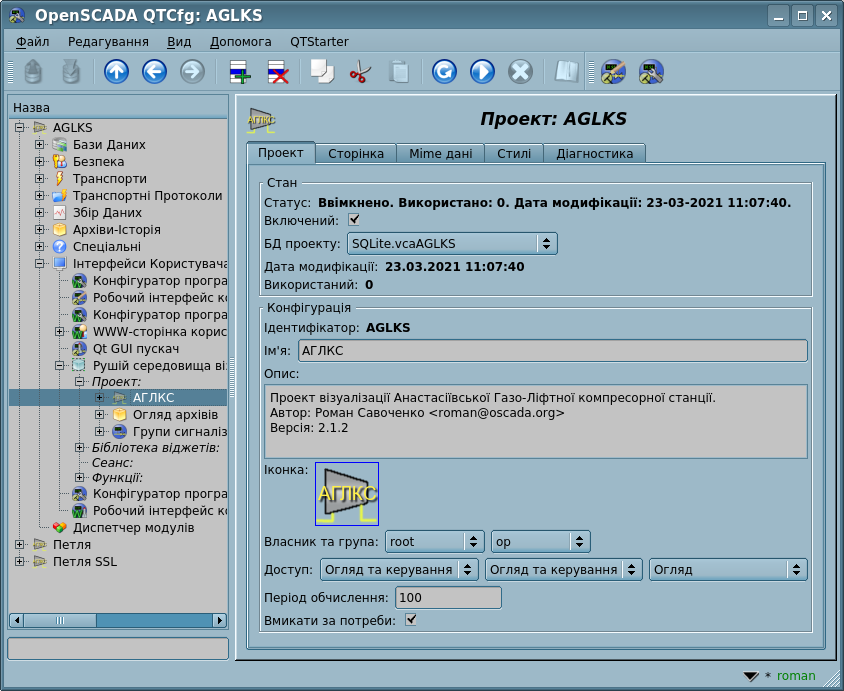 OpenSCADA QTCfg: AGLKS
Файл Редагування Вид Допомога QTStarter
Назва
AGLKS
Бази Даних
Безпека
Транспорти
Транспортні Протоколи
Збір Даних
Архіви-Історія
Спеціальні
Інтерфейси Користувача
Конфігуратор програ
Робочий інтерфейс к
Конфігуратор програ
WWW-сторінка корис
Qt GUI пускач
Рушій середовища ві
Проект:
АГЛКС
Огляд архівів
Групи сигналіз
Бібліотека віджетів:
Сеанс:
Функції:
Конфігуратор програ
Робочий інтерфейс к
Диспетчер модулів
Петля
Петля SSL
АГЛКС
Проект: AGLKS
Проект Сторінка Mime дані Стилі Діагностика
Стан
Статус: Ввімкнено. Використано: 0. Дата модифікації: 23-03-2021 11:07:40.
Включений:
БД проекту: SQLite.vcaAGLKS
Дата модифікації: 23.03.2021 11:07:40
Використаний: 0
Конфігурація
Ідентифікатор: AGLKS
Ім'я: АГЛКС
Опис:
Проект візуалізації Анастасіївської Газо-Ліфтної компресорної станції.
Автор: Роман Савоченко <roman@oscada.org>
Версія: 2.1.2
Іконка:
АГЛКС
Власник та група: root op
Доступ: Огляд та керування Огляд та керування Огляд
Період обчислення: 100
Вмикати за потреби:
* roman